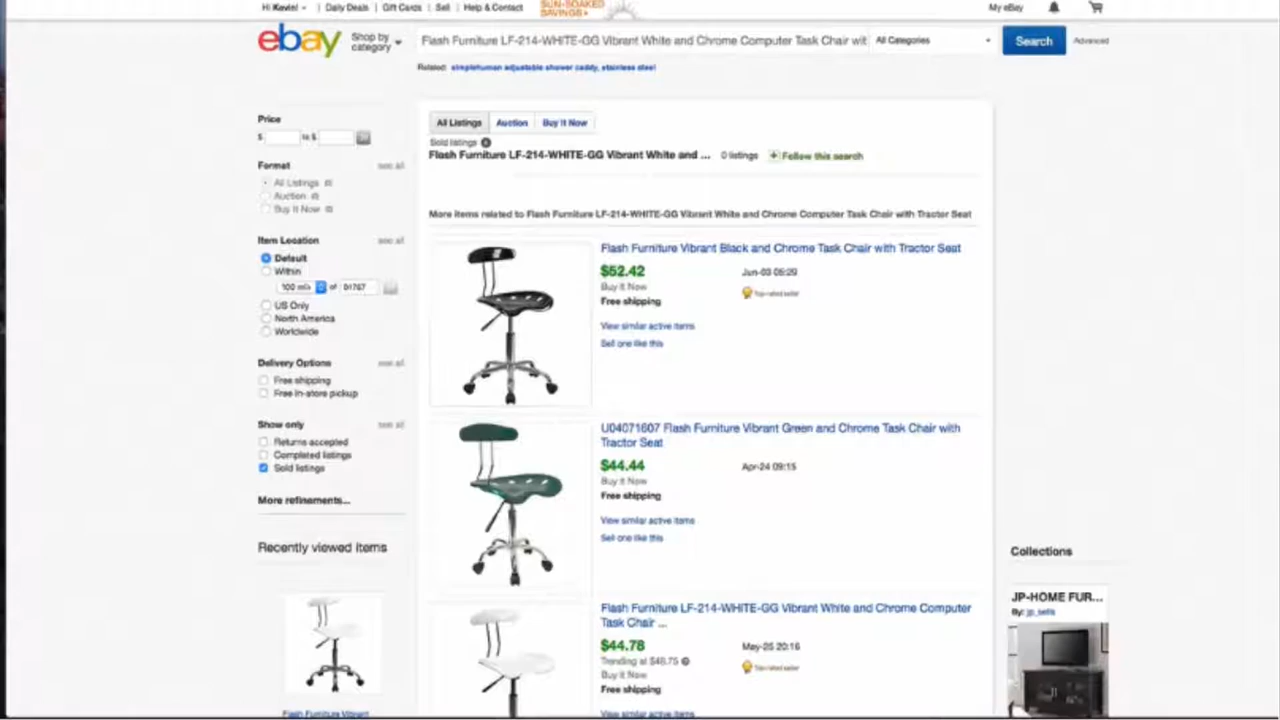 Hi Kevin!
Daily Deals
Gift Cards
Sell
Help & Contact
SUN-SOAKED
SAVINGS
My eBay
ebay
Shop by
category
Flash Furniture LF-214-WHITE-GG Vibrant White and Chrome Computer Task Chair wit
All Categories
Search
Advanced
Related: simplehuman adjustable shower caddy, stainless steel
Price
$ to $
Format
see all
All Listings
Auction
Buy It Now
Item Location
see all
Default
Within
100 mile of 01767
US Only
North America
Worldwide
Delivery Options
see all
Free shipping
Free in-store pickup
Show only
see all
Returns accepted
Completed listings
Sold listings
More refinements...
Recently viewed items
Flash Furniture Vibrant
All Listings
Auction
Buy It Now
Sold listings
Flash Furniture LF-214-WHITE-GG Vibrant White and ...
0 listings
+ Follow this search
More items related to Flash Furniture LF-214-WHITE-GG Vibrant White and Chrome Computer Task Chair with Tractor Seat
Flash Furniture Vibrant Black and Chrome Task Chair with Tractor Seat
$52.42
Jun-03 05:29
Buy It Now
Top-rated seller
Free shipping
View similar active items
Sell one like this
U04071607 Flash Furniture Vibrant Green and Chrome Task Chair with
Tractor Seat
$44.44
Apr-24 09:15
Buy It Now
Free shipping
View similar active items
Sell one like this
Flash Furniture LF-214-WHITE-GG Vibrant White and Chrome Computer
Task Chair ...
$44.78
May-25 20:16
Trending at $48.75
Top-rated seller
Buy It Now
Free shipping
View similar active items
Collections
JP-HOME FUR...
By: jp_sells